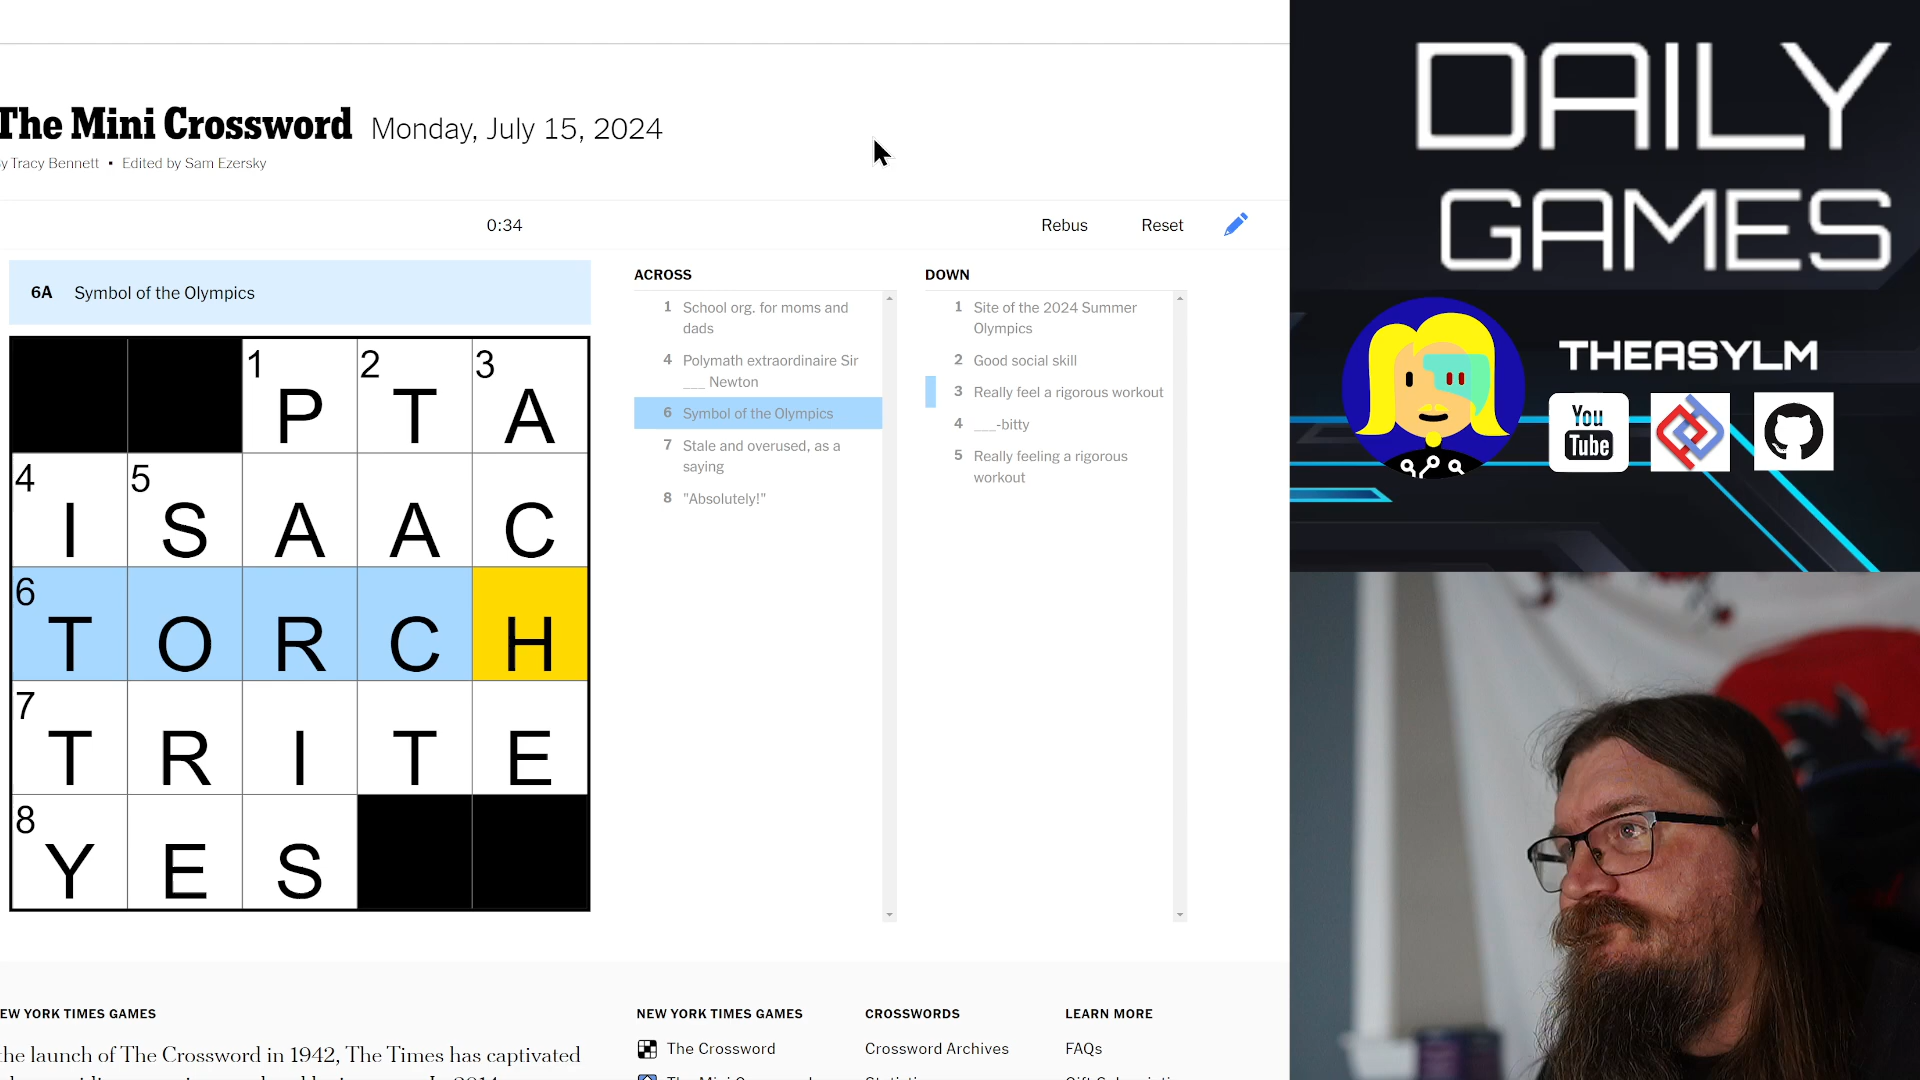 The Mini Crossword Monday, July 15, 2024
y Tracy Bennett • Edited by Sam Ezersky
0:34
Rebus
Reset
6A Symbol of the Olympics
1 P
2 T
3 A
4 I
5 S
A
A
C
6 T
O
R
C
H
7 T
R
I
T
E
8 Y
E
S
ACROSS
1 School org. for moms and
dads
4 Polymath extraordinaire Sir
___ Newton
6 Symbol of the Olympics
7 Stale and overused, as a
saying
8 "Absolutely!"
DOWN
1 Site of the 2024 Summer
Olympics
2 Good social skill
3 Really feel a rigorous workout
4 ___-bitty
5 Really feeling a rigorous
workout
EW YORK TIMES GAMES
the launch of The Crossword in 1942, The Times has captivated
NEW YORK TIMES GAMES
The Crossword
CROSSWORDS
Crossword Archives
LEARN MORE
FAQs
DAILY
GAMES
THEASYLM
You
Tube